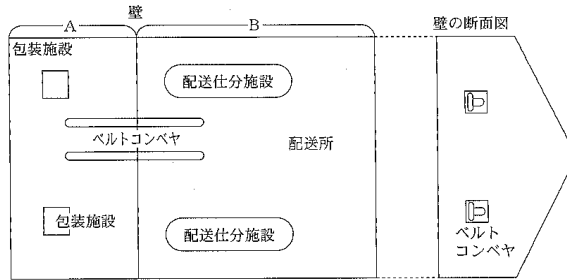 壁
A
B
壁の断面図
包装施設
配送仕分施設
ベルトコンベヤ
配送所
包装施設
配送仕分施設
ベルト
コンベヤ